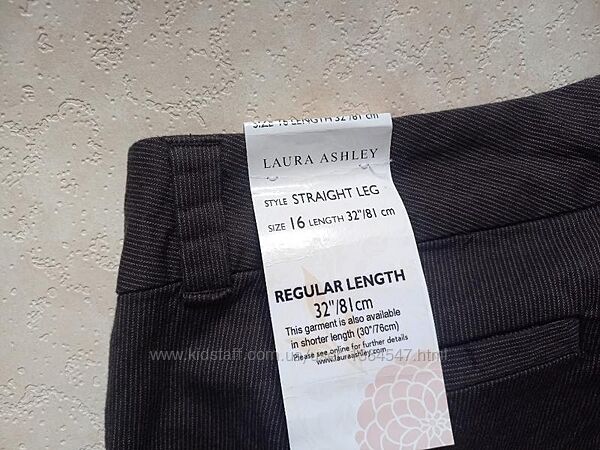 SIZE 16 LENGTH 32"/81 cm
LAURA ASHLEY
STYLE STRAIGHT LEG
SIZE 16 LENGTH 32"/81 cm
REGULAR LENGTH
32"/81cm
This garment is also available
in shorter length (30"/76cm)
Please see online for further details
www.lauraashley.com